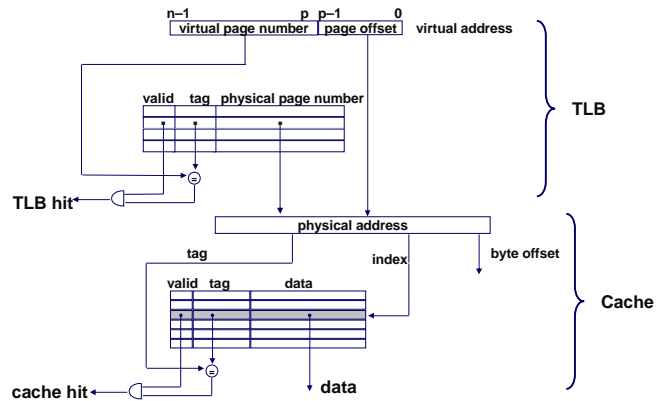 n–1 p p–1 0
virtual page number page offset virtual address
valid tag physical page number
TLB
=
TLB hit
physical address
tag
index
byte offset
valid tag data
Cache
=
cache hit
data